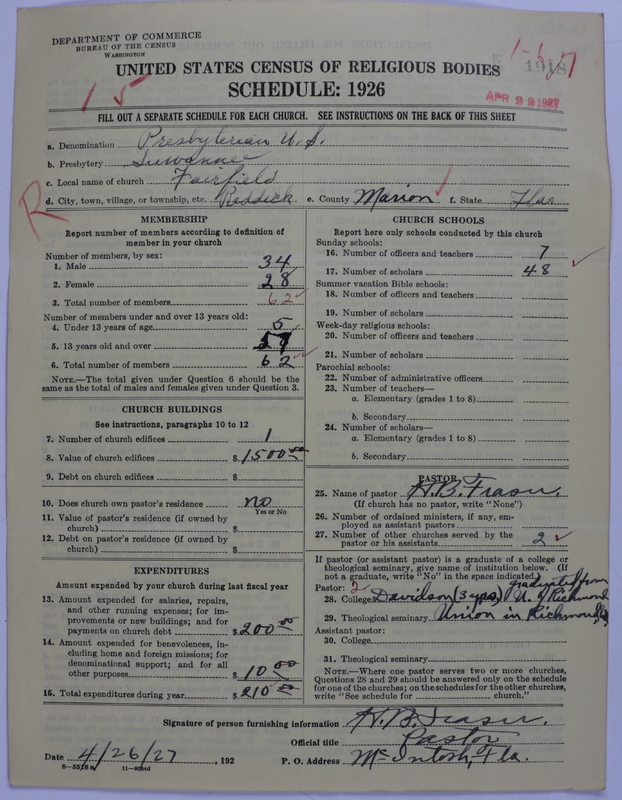 DEPARTMENT OF COMMERCE
BUREAU OF THE CENSUS
WASHINGTON
1918
1-6-17
UNITED STATES CENSUS OF RELIGIOUS BODIES
SCHEDULE: 1926
15
APR 29 1927
FILL OUT A SEPARATE SCHEDULE FOR EACH CHURCH. SEE INSTRUCTIONS ON THE BACK OF THIS SHEET
a. Denomination Presbyterian U. S.
b. Presbytery Suwannee
c. Local name of church Fairfield
R
d. City, town, village, or township, etc. Reddick e. County Marion f. State Fla.
MEMBERSHIP
Report number of members according to definition of
member in your church
Number of members, by sex:
1. Male 34
2. Female 28
3. Total number of members 62
Number of members under and over 13 years old:
4. Under 13 years of age 5
5. 13 years old and over 57
6. Total number of members 62
NOTE.—The total given under Question 6 should be the
same as the total of males and females given under Question 3.
CHURCH BUILDINGS
See instructions, paragraphs 10 to 12
7. Number of church edifices 1
8. Value of church edifices $ 1500 00
9. Debt on church edifices $
10. Does church own pastor's residence no
Yes or No
11. Value of pastor's residence (if owned by
church) $
12. Debt on pastor's residence (if owned by
church) $
EXPENDITURES
Amount expended by your church during last fiscal year
13. Amount expended for salaries, repairs,
and other running expenses; for im-
provements or new buildings; and for
payments on church debt $ 200 00
14. Amount expended for benevolences, in-
cluding home and foreign missions; for
denominational support; and for all
other purposes $ 10 00
15. Total expenditures during year $ 210 00
CHURCH SCHOOLS
Report here only schools conducted by this church
Sunday schools:
16. Number of officers and teachers 7
17. Number of scholars 48
Summer vacation Bible schools:
18. Number of officers and teachers
19. Number of scholars
Week-day religious schools:
20. Number of officers and teachers
21. Number of scholars
Parochial schools:
22. Number of administrative officers
23. Number of teachers—
a. Elementary (grades 1 to 8)
b. Secondary
24. Number of scholars—
a. Elementary (grades 1 to 8)
b. Secondary
PASTOR
25. Name of pastor H. B. Fraser.
(If church has no pastor, write "None")
26. Number of ordained ministers, if any, em-
ployed as assistant pastors
27. Number of other churches served by the
pastor or his assistants 2
If pastor (or assistant pastor) is a graduate of a college or
theological seminary, give name of institution below. (If
not a graduate, write "No" in the space indicated)
Pastor: 2
28. College Davidson (3 yrs) graduate from U. of Richmond
29. Theological seminary Union in Richmond, Va.
Assistant pastor:
30. College
31. Theological seminary
NOTE.—Where one pastor serves two or more churches,
Questions 28 and 29 should be answered only on the schedule
for one of the churches; on the schedules for the other churches,
write "See schedule for church."
Signature of person furnishing information H. B. Fraser.
Official title Pastor
Date 4/26/27, 192 P. O. Address McIntosh, Fla.